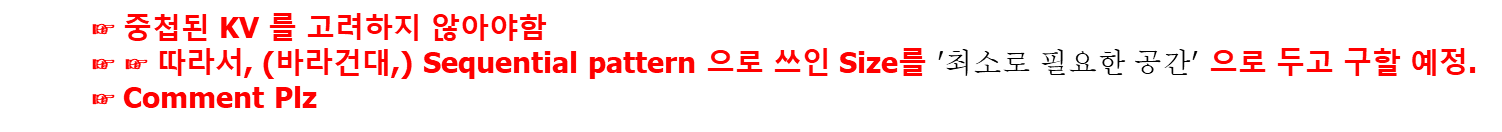 ☞ 중첩된 KV 를 고려하지 않아야함
☞ ☞ 따라서, (바라건대,) Sequential pattern 으로 쓰인 Size를 '최소로 필요한 공간' 으로 두고 구할 예정.
☞ Comment Plz